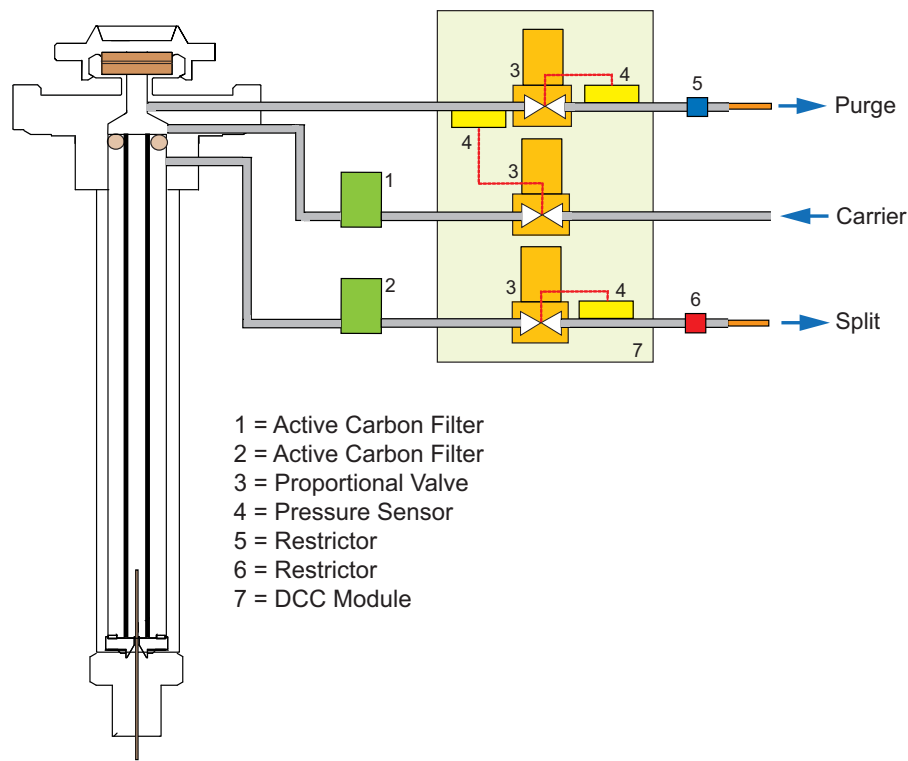 3
4
5
Purge
4
1
3
Carrier
2
3
4
6
Split
7
1 = Active Carbon Filter
2 = Active Carbon Filter
3 = Proportional Valve
4 = Pressure Sensor
5 = Restrictor
6 = Restrictor
7 = DCC Module